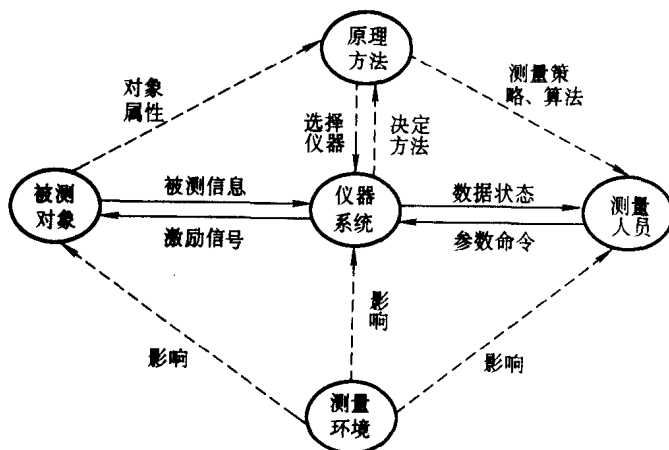 原理
方法
对象
属性
测量策
略、算法
选择
仪器
决定
方法
被测
对象
被测信息
激励信号
仪器
系统
数据状态
参数命令
测量
人员
影响
影响
影响
测量
环境